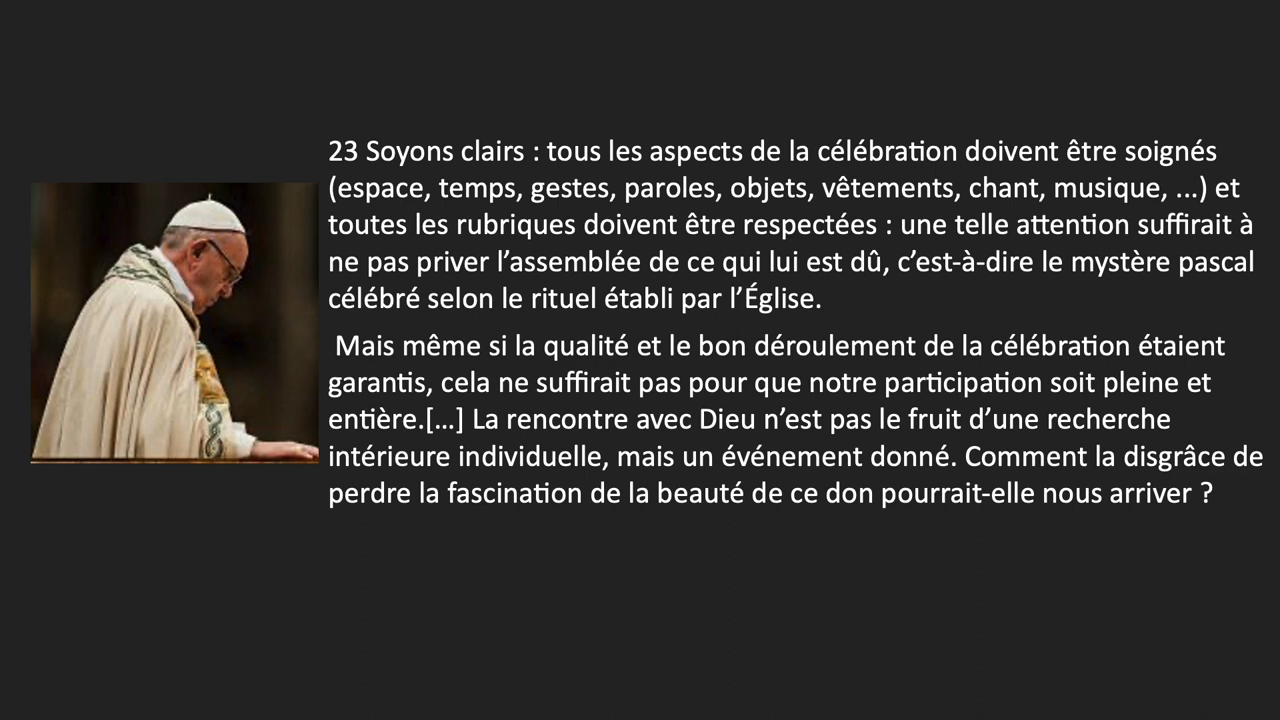 23 Soyons clairs : tous les aspects de la célébration doivent être soignés
(espace, temps, gestes, paroles, objets, vêtements, chant, musique, ...) et
toutes les rubriques doivent être respectées : une telle attention suffirait à
ne pas priver l’assemblée de ce qui lui est dû, c’est-à-dire le mystère pascal
célébré selon le rituel établi par l’Église.
Mais même si la qualité et le bon déroulement de la célébration étaient
garantis, cela ne suffirait pas pour que notre participation soit pleine et
entière.[…] La rencontre avec Dieu n’est pas le fruit d’une recherche
intérieure individuelle, mais un événement donné. Comment la disgrâce de
perdre la fascination de la beauté de ce don pourrait-elle nous arriver ?